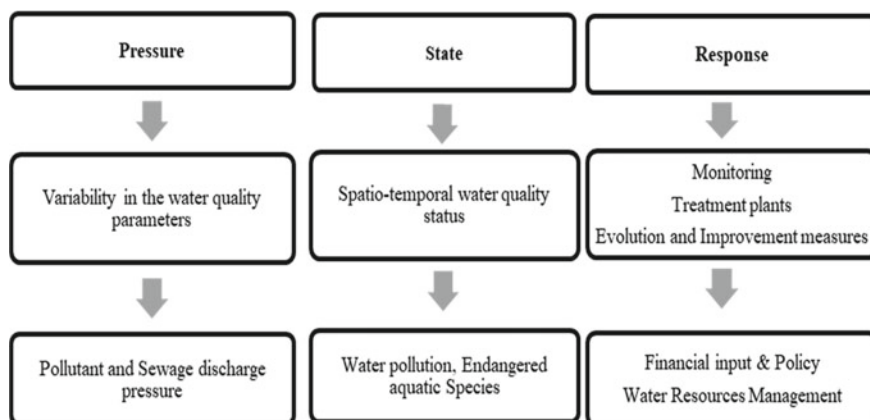 Pressure
State
Response
Variability in the water quality
parameters
Spatio-temporal water quality
status
Monitoring
Treatment plants
Evolution and Improvement measures
Pollutant and Sewage discharge
pressure
Water pollution, Endangered
aquatic Species
Financial input & Policy
Water Resources Management